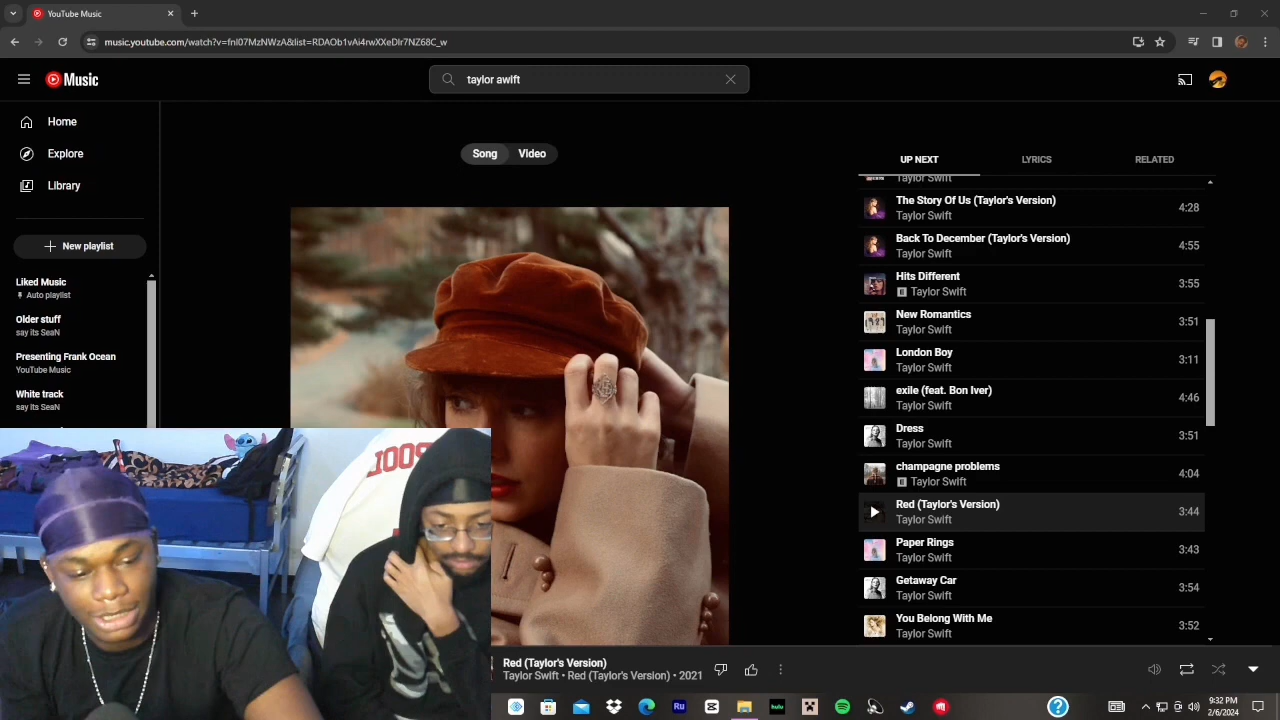 YouTube Music
music.youtube.com/watch?v=fnI07MzNWzA&list=RDAOb1vAi4rwXXeDlr7NZ68C_w
Music
taylor awift
Home
Explore
Library
New playlist
Liked Music
Auto playlist
Older stuff
say its SeaN
Presenting Frank Ocean
YouTube Music
White track
say its SeaN
Song Video
UP NEXT LYRICS RELATED
Taylor Swift
The Story Of Us (Taylor's Version)
Taylor Swift
4:28
Back To December (Taylor's Version)
Taylor Swift
4:55
Hits Different
E Taylor Swift
3:55
New Romantics
Taylor Swift
3:51
London Boy
Taylor Swift
3:11
exile (feat. Bon Iver)
Taylor Swift
4:46
Dress
Taylor Swift
3:51
champagne problems
E Taylor Swift
4:04
Red (Taylor's Version)
Taylor Swift
3:44
Paper Rings
Taylor Swift
3:43
Getaway Car
Taylor Swift
3:54
You Belong With Me
Taylor Swift
3:52
Red (Taylor's Version)
Taylor Swift • Red (Taylor's Version) • 2021
Ru
hulu
9:32 PM
2/6/2024